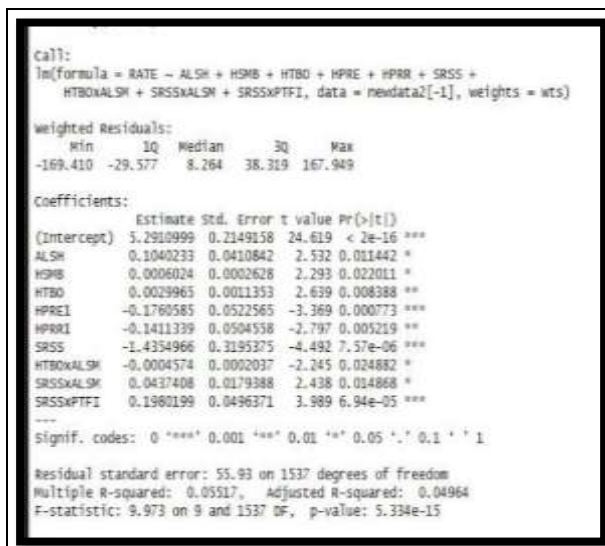 Call:
lm(formula = RATE ~ ALSH + HSMB + HTBO + HPRE + HPRR + SRSS +
HTBOxALSM + SRSSxALSM + SRSSxPTFI, data = newdata2[-1], weights = wts)
Weighted Residuals:
Min 1Q Median 3Q Max
-169.410 -29.577 8.264 38.319 167.949
Coefficients:
Estimate Std. Error t value Pr(>|t|)
(Intercept) 5.2910999 0.2149158 24.619 < 2e-16 ***
ALSH 0.1040233 0.0410842 2.532 0.011442 *
HSMB 0.0006024 0.0002628 2.293 0.022011 *
HTBO 0.0029965 0.0011353 2.639 0.008388 **
HPRE1 -0.1760585 0.0522565 -3.369 0.000773 ***
HPRR1 -0.1411339 0.0504558 -2.797 0.005219 **
SRSS -1.4354966 0.3195375 -4.492 7.57e-06 ***
HTBOxALSM -0.0004574 0.0002037 -2.245 0.024882 *
SRSSxALSM 0.0437408 0.0179388 2.438 0.014868 *
SRSSxPTFI 0.1980199 0.0496371 3.989 6.94e-05 ***
---
Signif. codes: 0 '***' 0.001 '**' 0.01 '*' 0.05 '.' 0.1 ' ' 1
Residual standard error: 55.93 on 1537 degrees of freedom
Multiple R-squared: 0.05517, Adjusted R-squared: 0.04964
F-statistic: 9.973 on 9 and 1537 DF, p-value: 5.334e-15